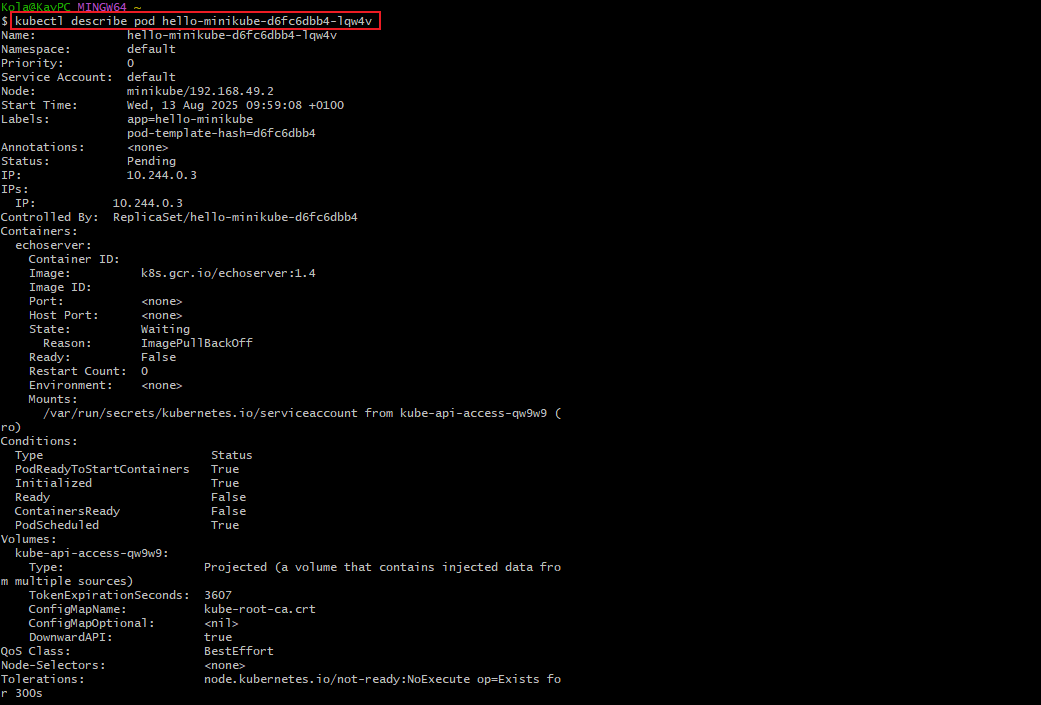 Kola@KayPC MINGW64 ~
$ kubectl describe pod hello-minikube-d6fc6dbb4-lqw4v
Name:             hello-minikube-d6fc6dbb4-lqw4v
Namespace:        default
Priority:         0
Service Account:  default
Node:             minikube/192.168.49.2
Start Time:       Wed, 13 Aug 2025 09:59:08 +0100
Labels:           app=hello-minikube
                  pod-template-hash=d6fc6dbb4
Annotations:      <none>
Status:           Pending
IP:               10.244.0.3
IPs:
  IP:           10.244.0.3
Controlled By:  ReplicaSet/hello-minikube-d6fc6dbb4
Containers:
  echoserver:
    Container ID:
    Image:          k8s.gcr.io/echoserver:1.4
    Image ID:
    Port:           <none>
    Host Port:      <none>
    State:          Waiting
      Reason:       ImagePullBackOff
    Ready:          False
    Restart Count:  0
    Environment:    <none>
    Mounts:
      /var/run/secrets/kubernetes.io/serviceaccount from kube-api-access-qw9w9 (
ro)
Conditions:
  Type                        Status
  PodReadyToStartContainers   True
  Initialized                 True
  Ready                       False
  ContainersReady             False
  PodScheduled                True
Volumes:
  kube-api-access-qw9w9:
    Type:                    Projected (a volume that contains injected data fro
m multiple sources)
    TokenExpirationSeconds:  3607
    ConfigMapName:           kube-root-ca.crt
    ConfigMapOptional:       <nil>
    DownwardAPI:             true
QoS Class:                   BestEffort
Node-Selectors:              <none>
Tolerations:                 node.kubernetes.io/not-ready:NoExecute op=Exists fo
r 300s